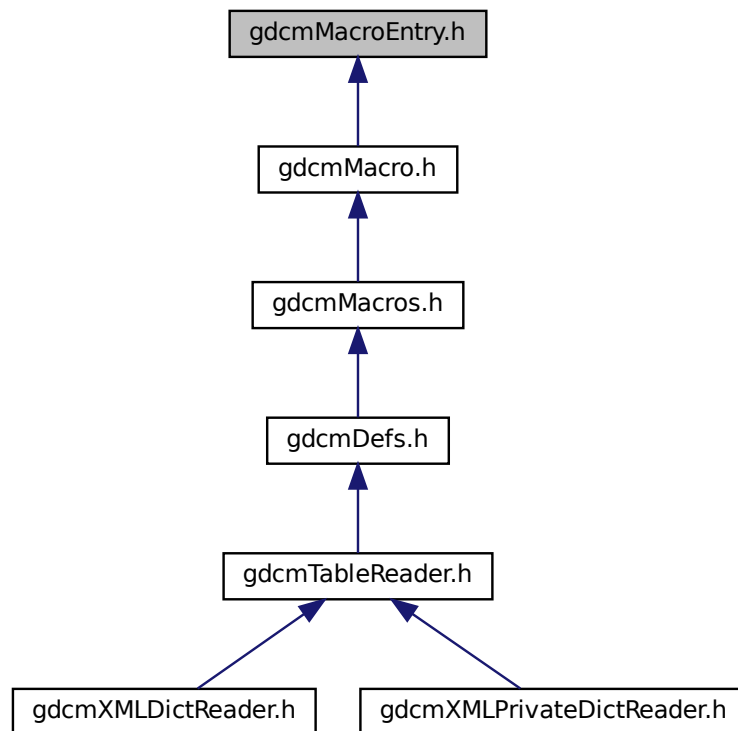 gdcmMacroEntry.h
gdcmMacro.h
gdcmMacros.h
gdcmDefs.h
gdcmTableReader.h
gdcmXMLDictReader.h
gdcmXMLPrivateDictReader.h